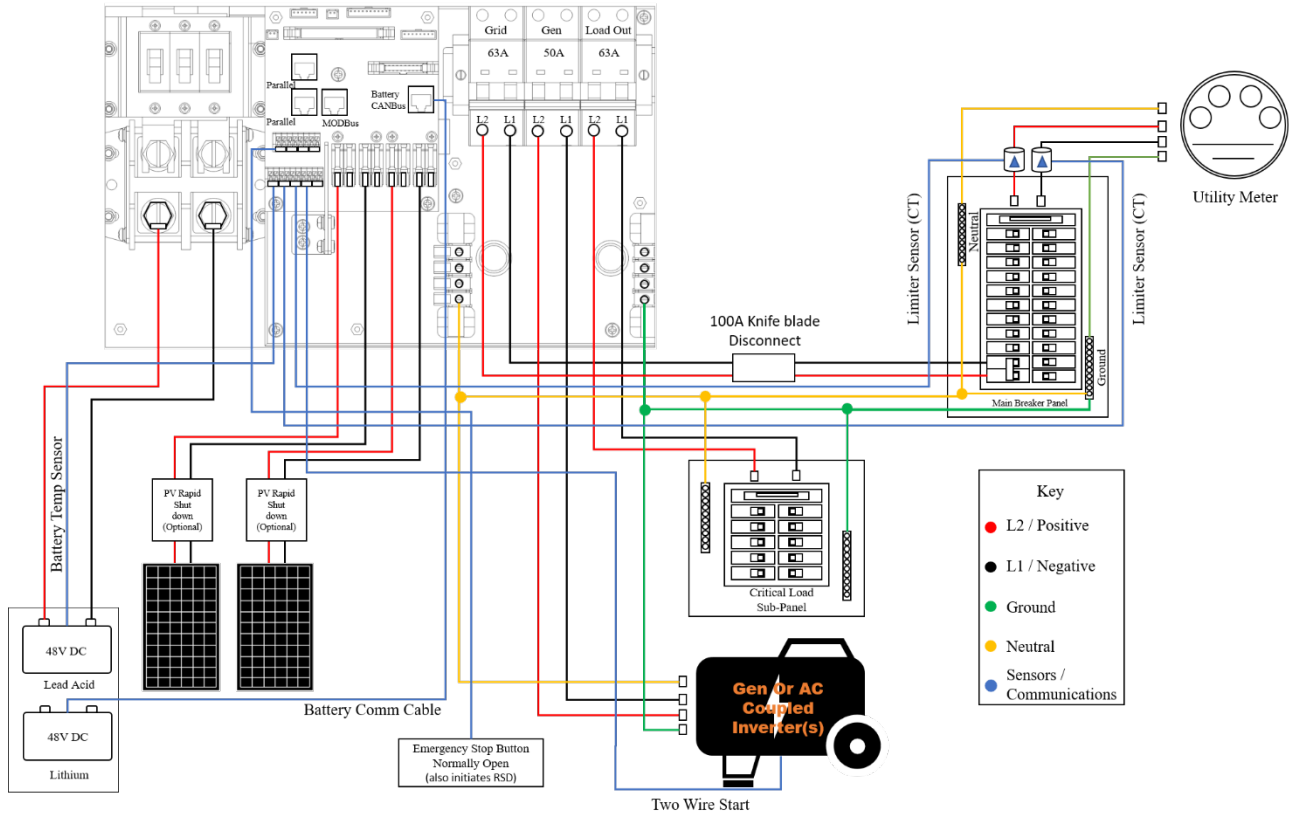 Grid
Gen
Load Out
63A
50A
63A
Parallel
Parallel
MODBus
Battery
CANBus
L2
L1
L2
L1
L2
L1
Utility Meter
Limiter Sensor (CT)
Neutral
Ground
Limiter Sensor (CT)
Main Breaker Panel
100A Knife blade
Disconnect
Battery Temp Sensor
PV Rapid
Shut
down
(Optional)
PV Rapid
Shut
down
(Optional)
Critical Load
Sub-Panel
Key
L2 / Positive
L1 / Negative
Ground
Neutral
Sensors /
Communications
48V DC
Lead Acid
48V DC
Lithium
Battery Comm Cable
Emergency Stop Button
Normally Open
(also initiates RSD)
Gen Or AC
Coupled
Inverter(s)
Two Wire Start